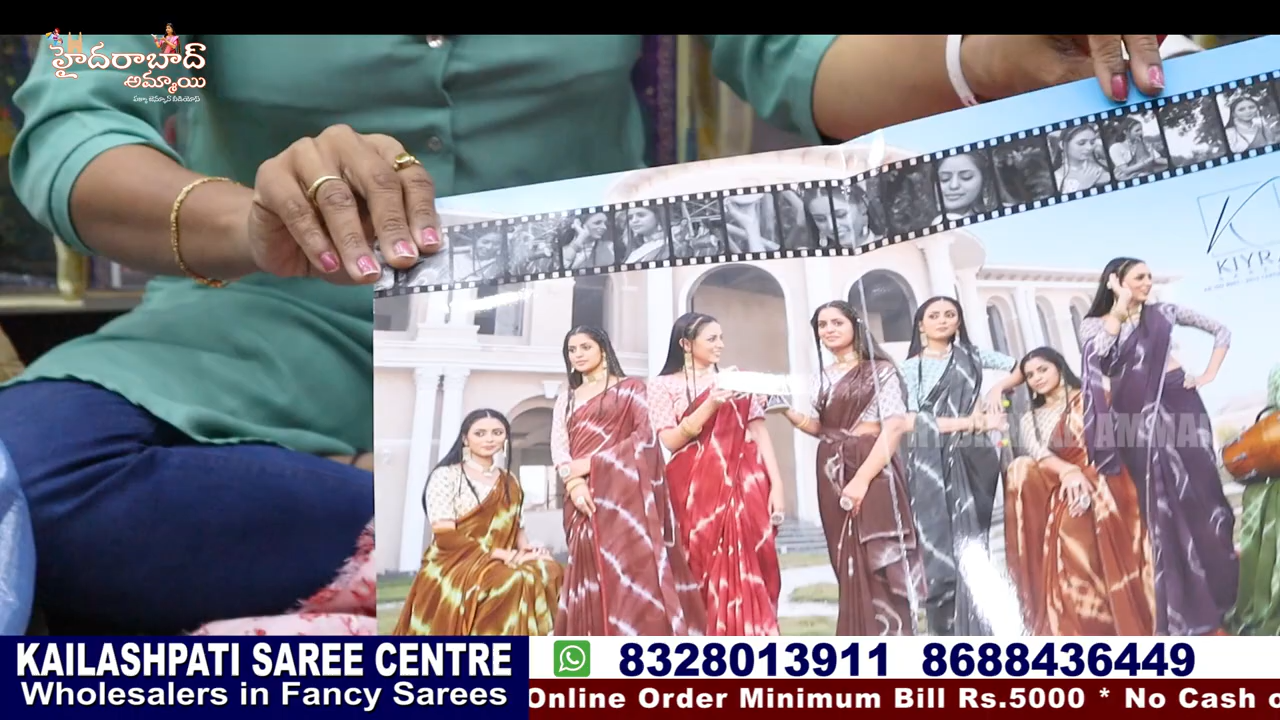 హైదరాబాద్
అమ్మాయి
KIYRA
KAILASHPATI SAREE CENTRE
Wholesalers in Fancy Sarees
8328013911 8688436449
Online Order Minimum Bill Rs.5000 * No Cash o